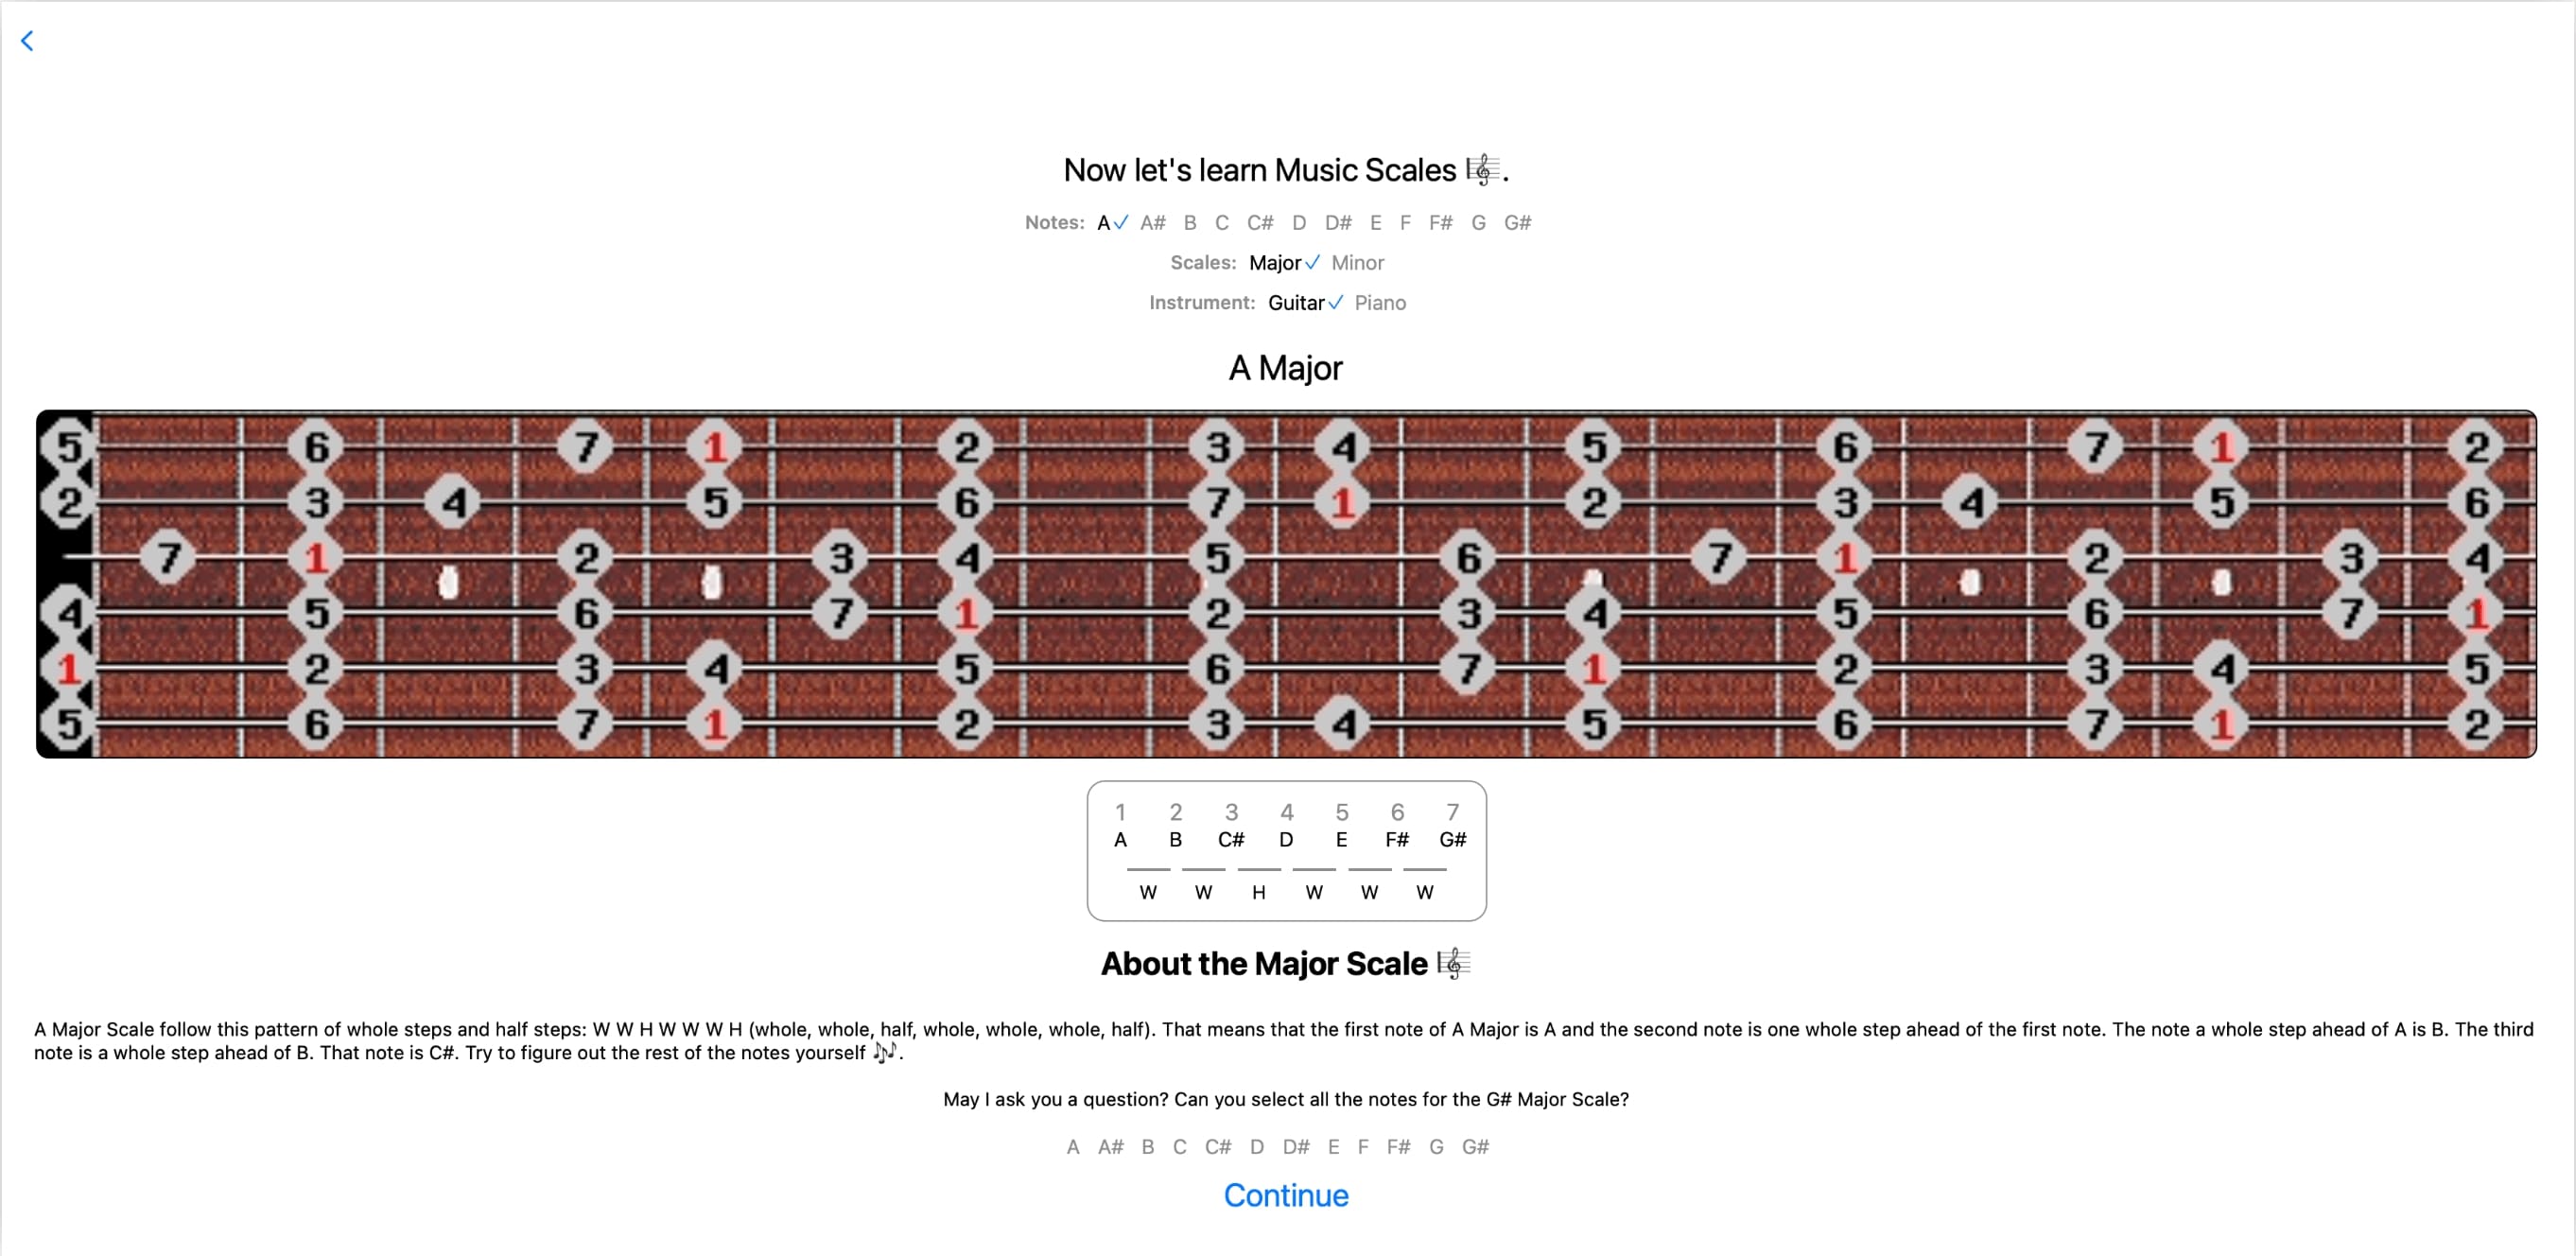 Now let's learn Music Scales 🎼.
Notes: A✓ A# B C C# D D# E F F# G G#
Scales: Major✓ Minor
Instrument: Guitar✓ Piano
A Major
5 6 7 1 2 3 4 5 6 7 1 2
2 3 4 5 6 7 1 2 3 4 5 6
7 1 2 3 4 5 6 7 1 2 3 4
4 5 6 7 1 2 3 4 5 6 7 1
1 2 3 4 5 6 7 1 2 3 4 5
5 6 7 1 2 3 4 5 6 7 1 2
1 2 3 4 5 6 7
A B C# D E F# G#
W W H W W W
About the Major Scale 🎼
A Major Scale follow this pattern of whole steps and half steps: W W H W W W H (whole, whole, half, whole, whole, whole, half). That means that the first note of A Major is A and the second note is one whole step ahead of the first note. The note a whole step ahead of A is B. The third
note is a whole step ahead of B. That note is C#. Try to figure out the rest of the notes yourself 🎶.
May I ask you a question? Can you select all the notes for the G# Major Scale?
A A# B C C# D D# E F F# G G#
Continue